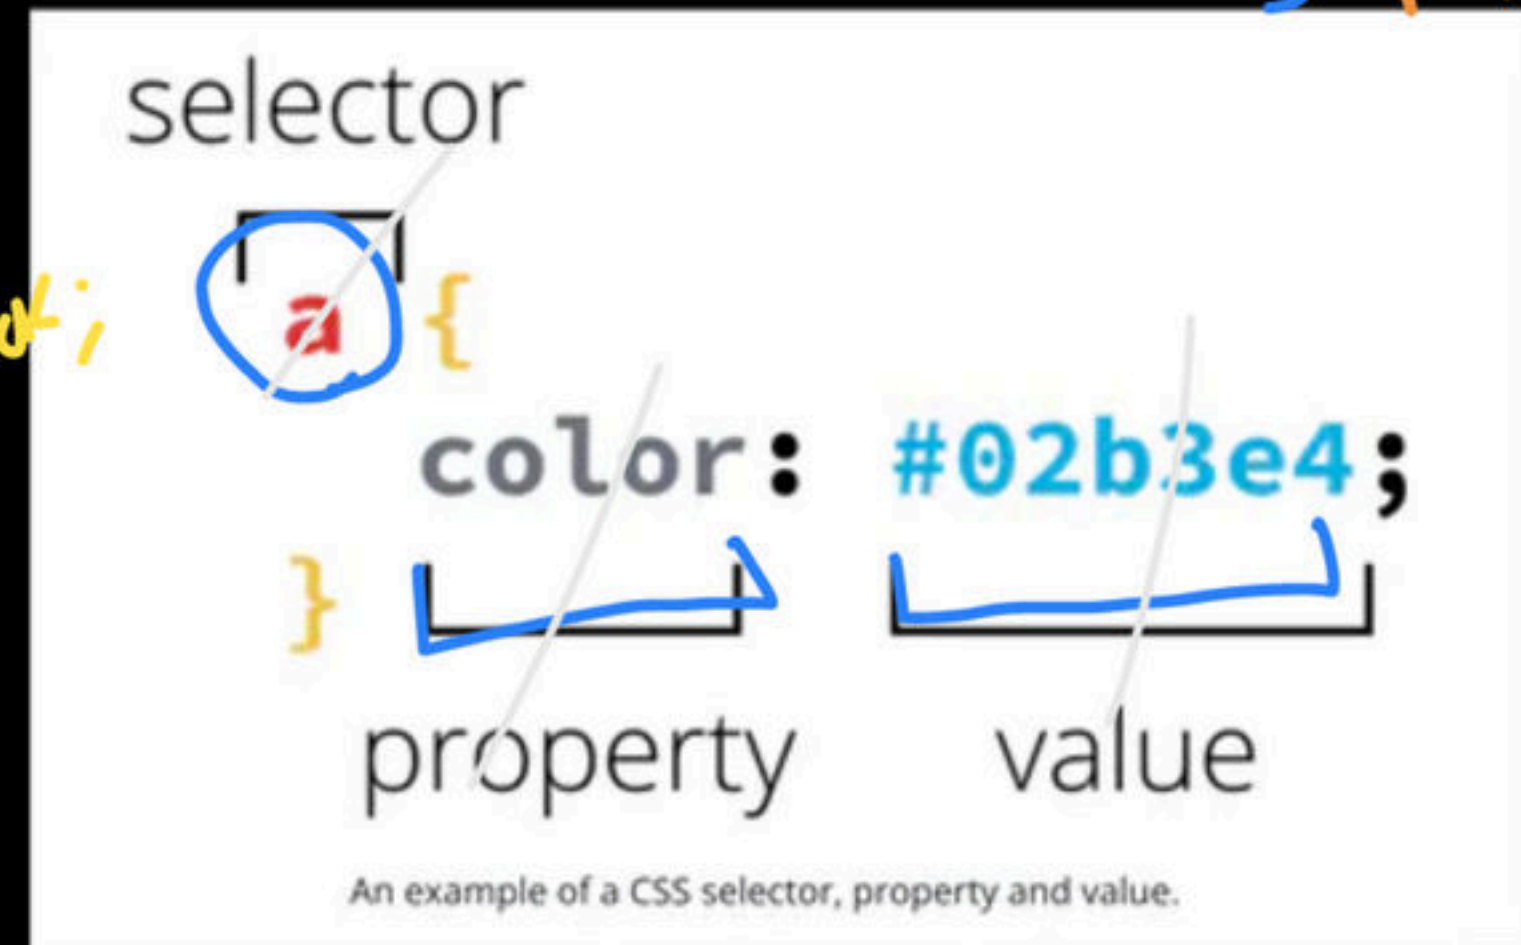 selector
a {
color: #02b3e4;
}
property value
An example of a CSS selector, property and value.